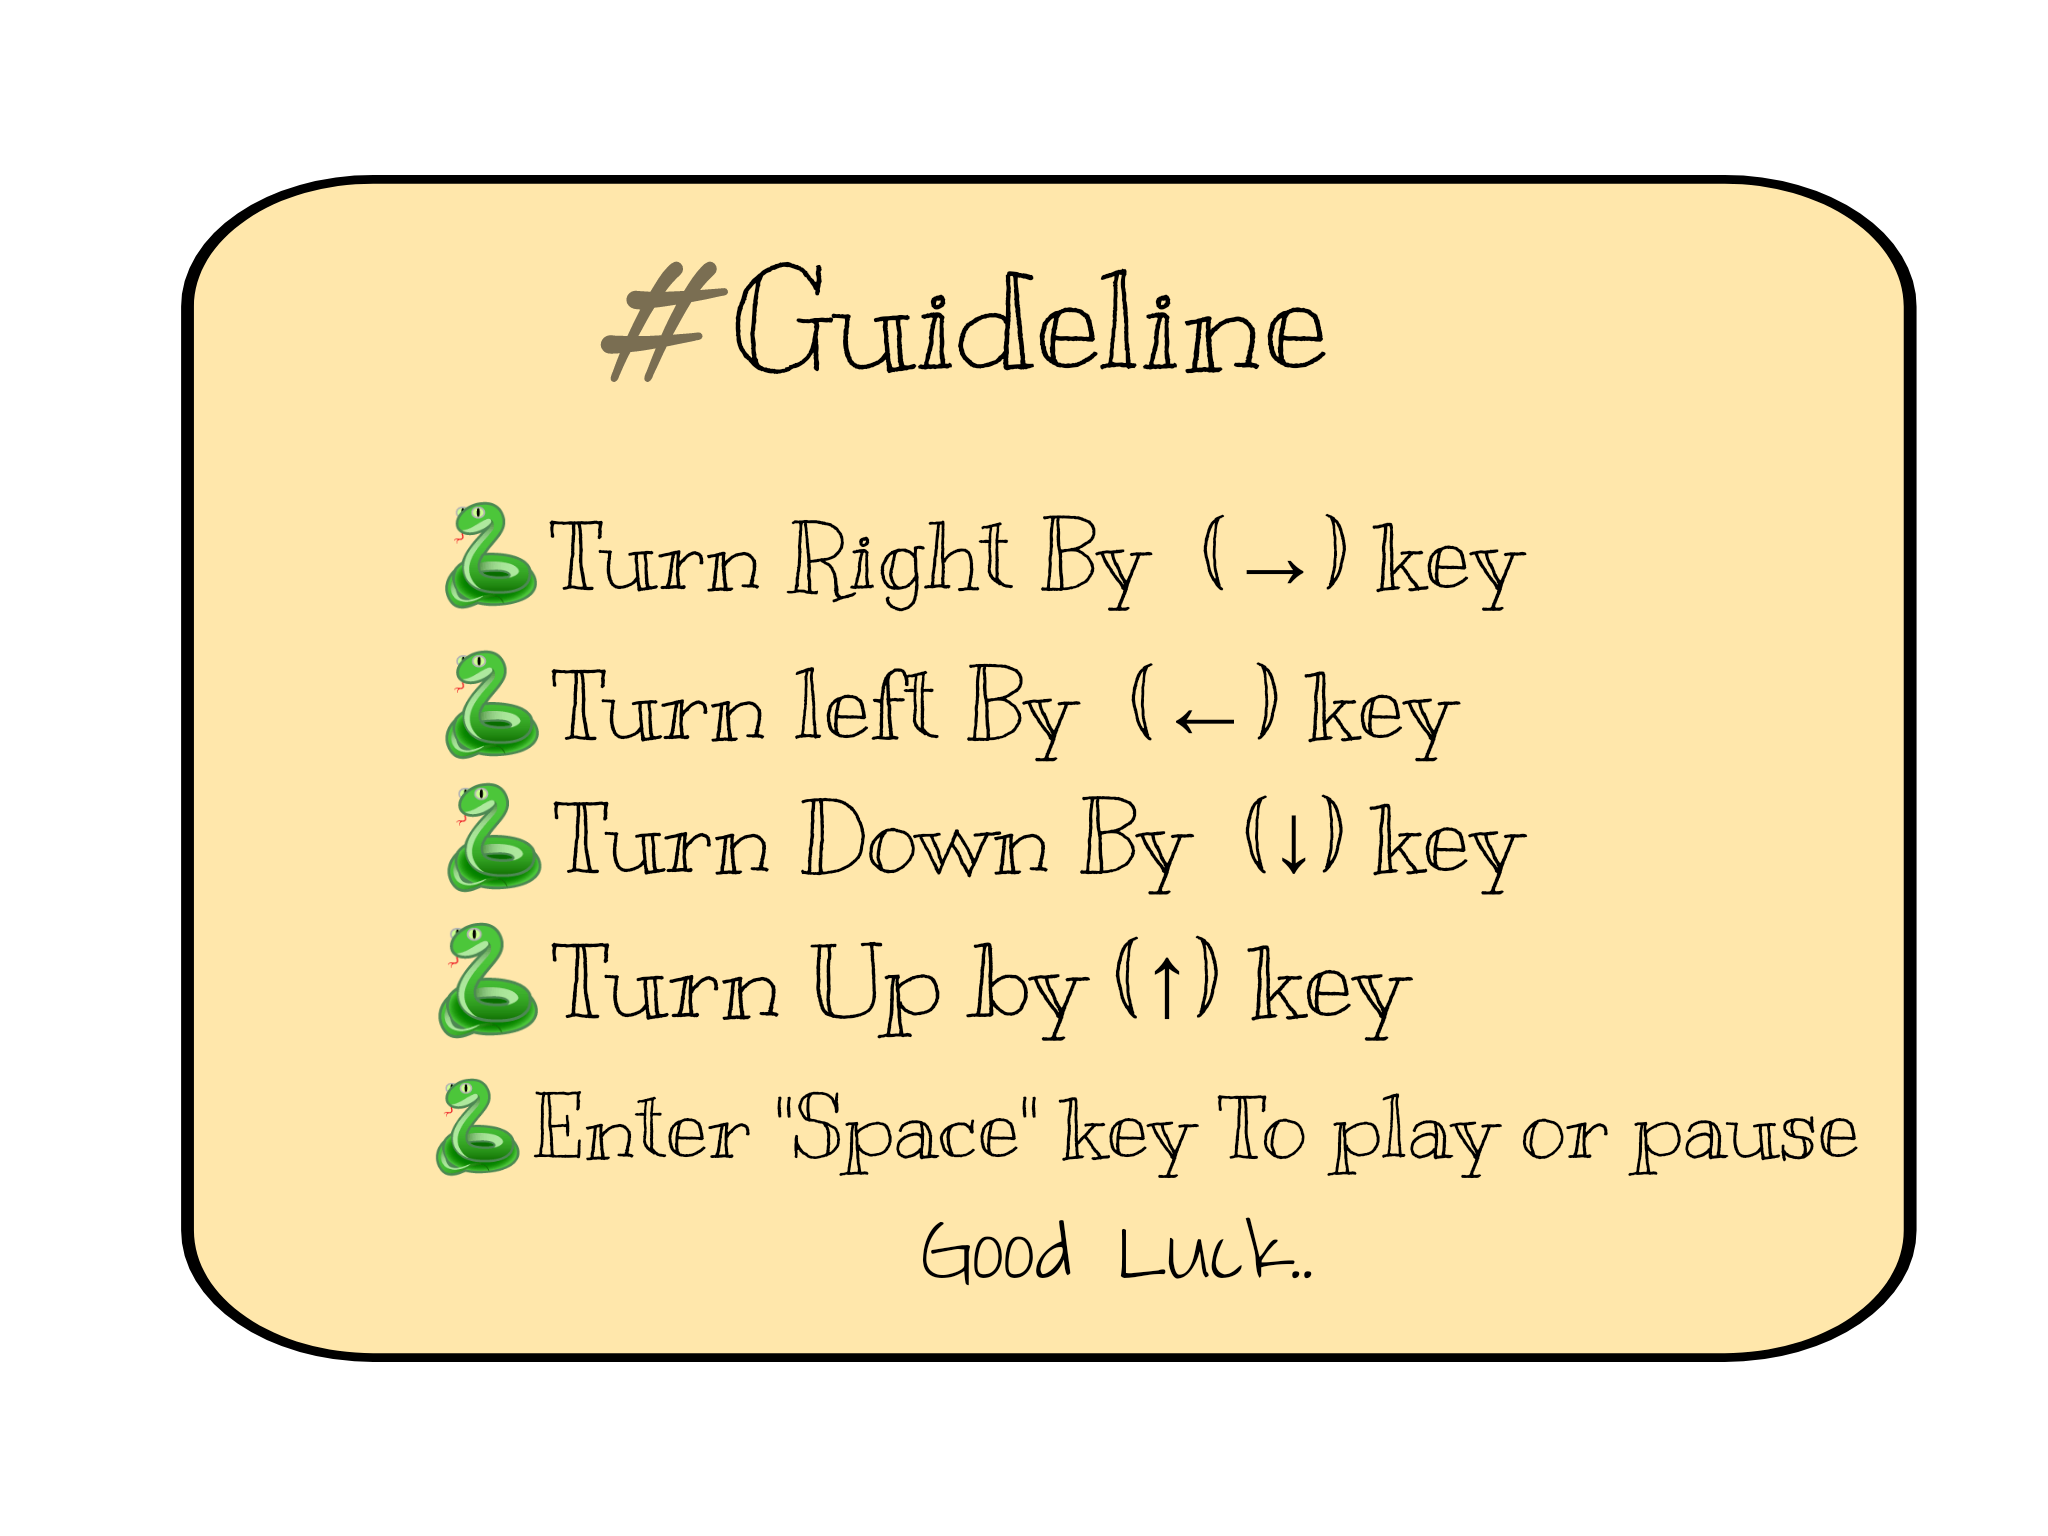 #Guideline
Turn Right By (→) key
Turn left By (←) key
Turn Down By (↓) key
Turn Up by (↑) key
Enter "Space" key To play or pause
Good Luck..